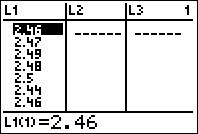 L1 L2 L3 1
2.46 ------ ------
2.47
2.49
2.48
2.5
2.44
2.46
L1(1)=2.46